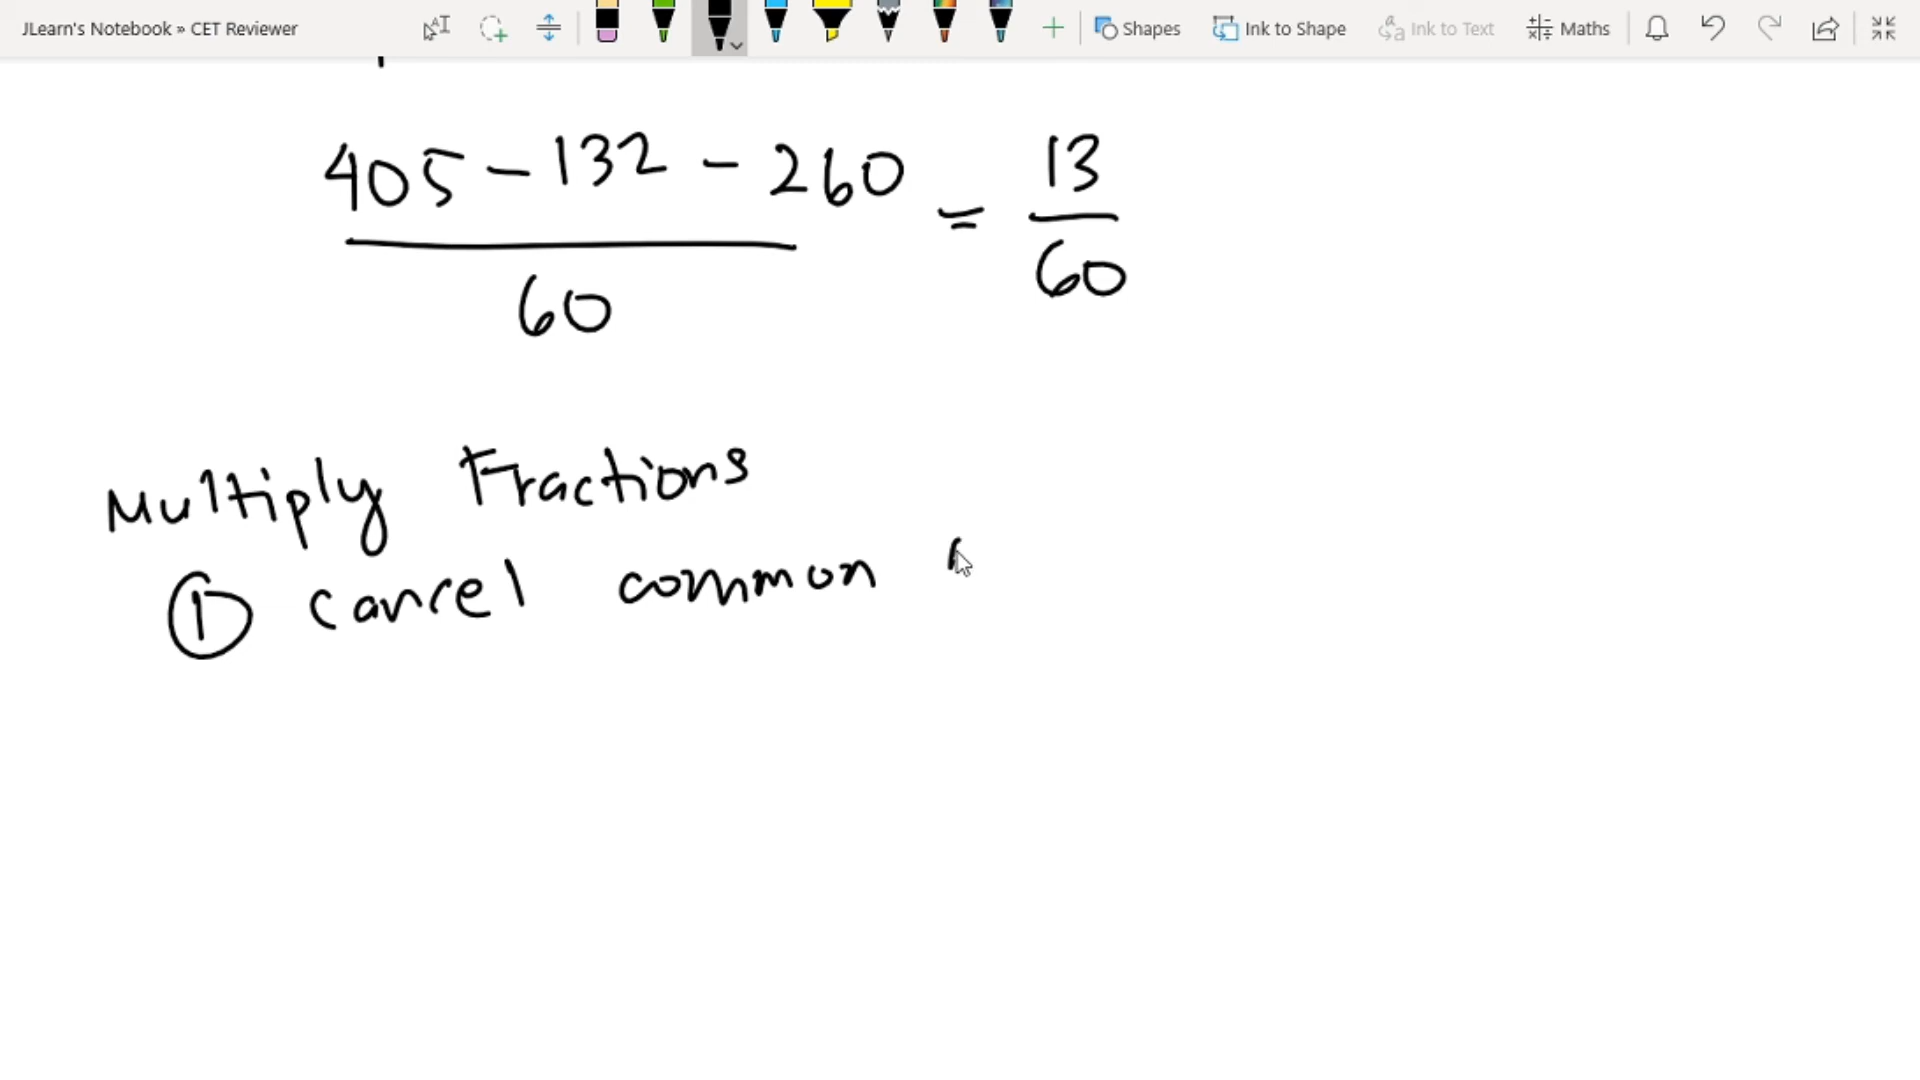 JLearn's Notebook » CET Reviewer Shapes Ink to Shape Ink to Text Maths
405 - 132 - 260 = 13
60 60
Multiply Fractions
① cancel common